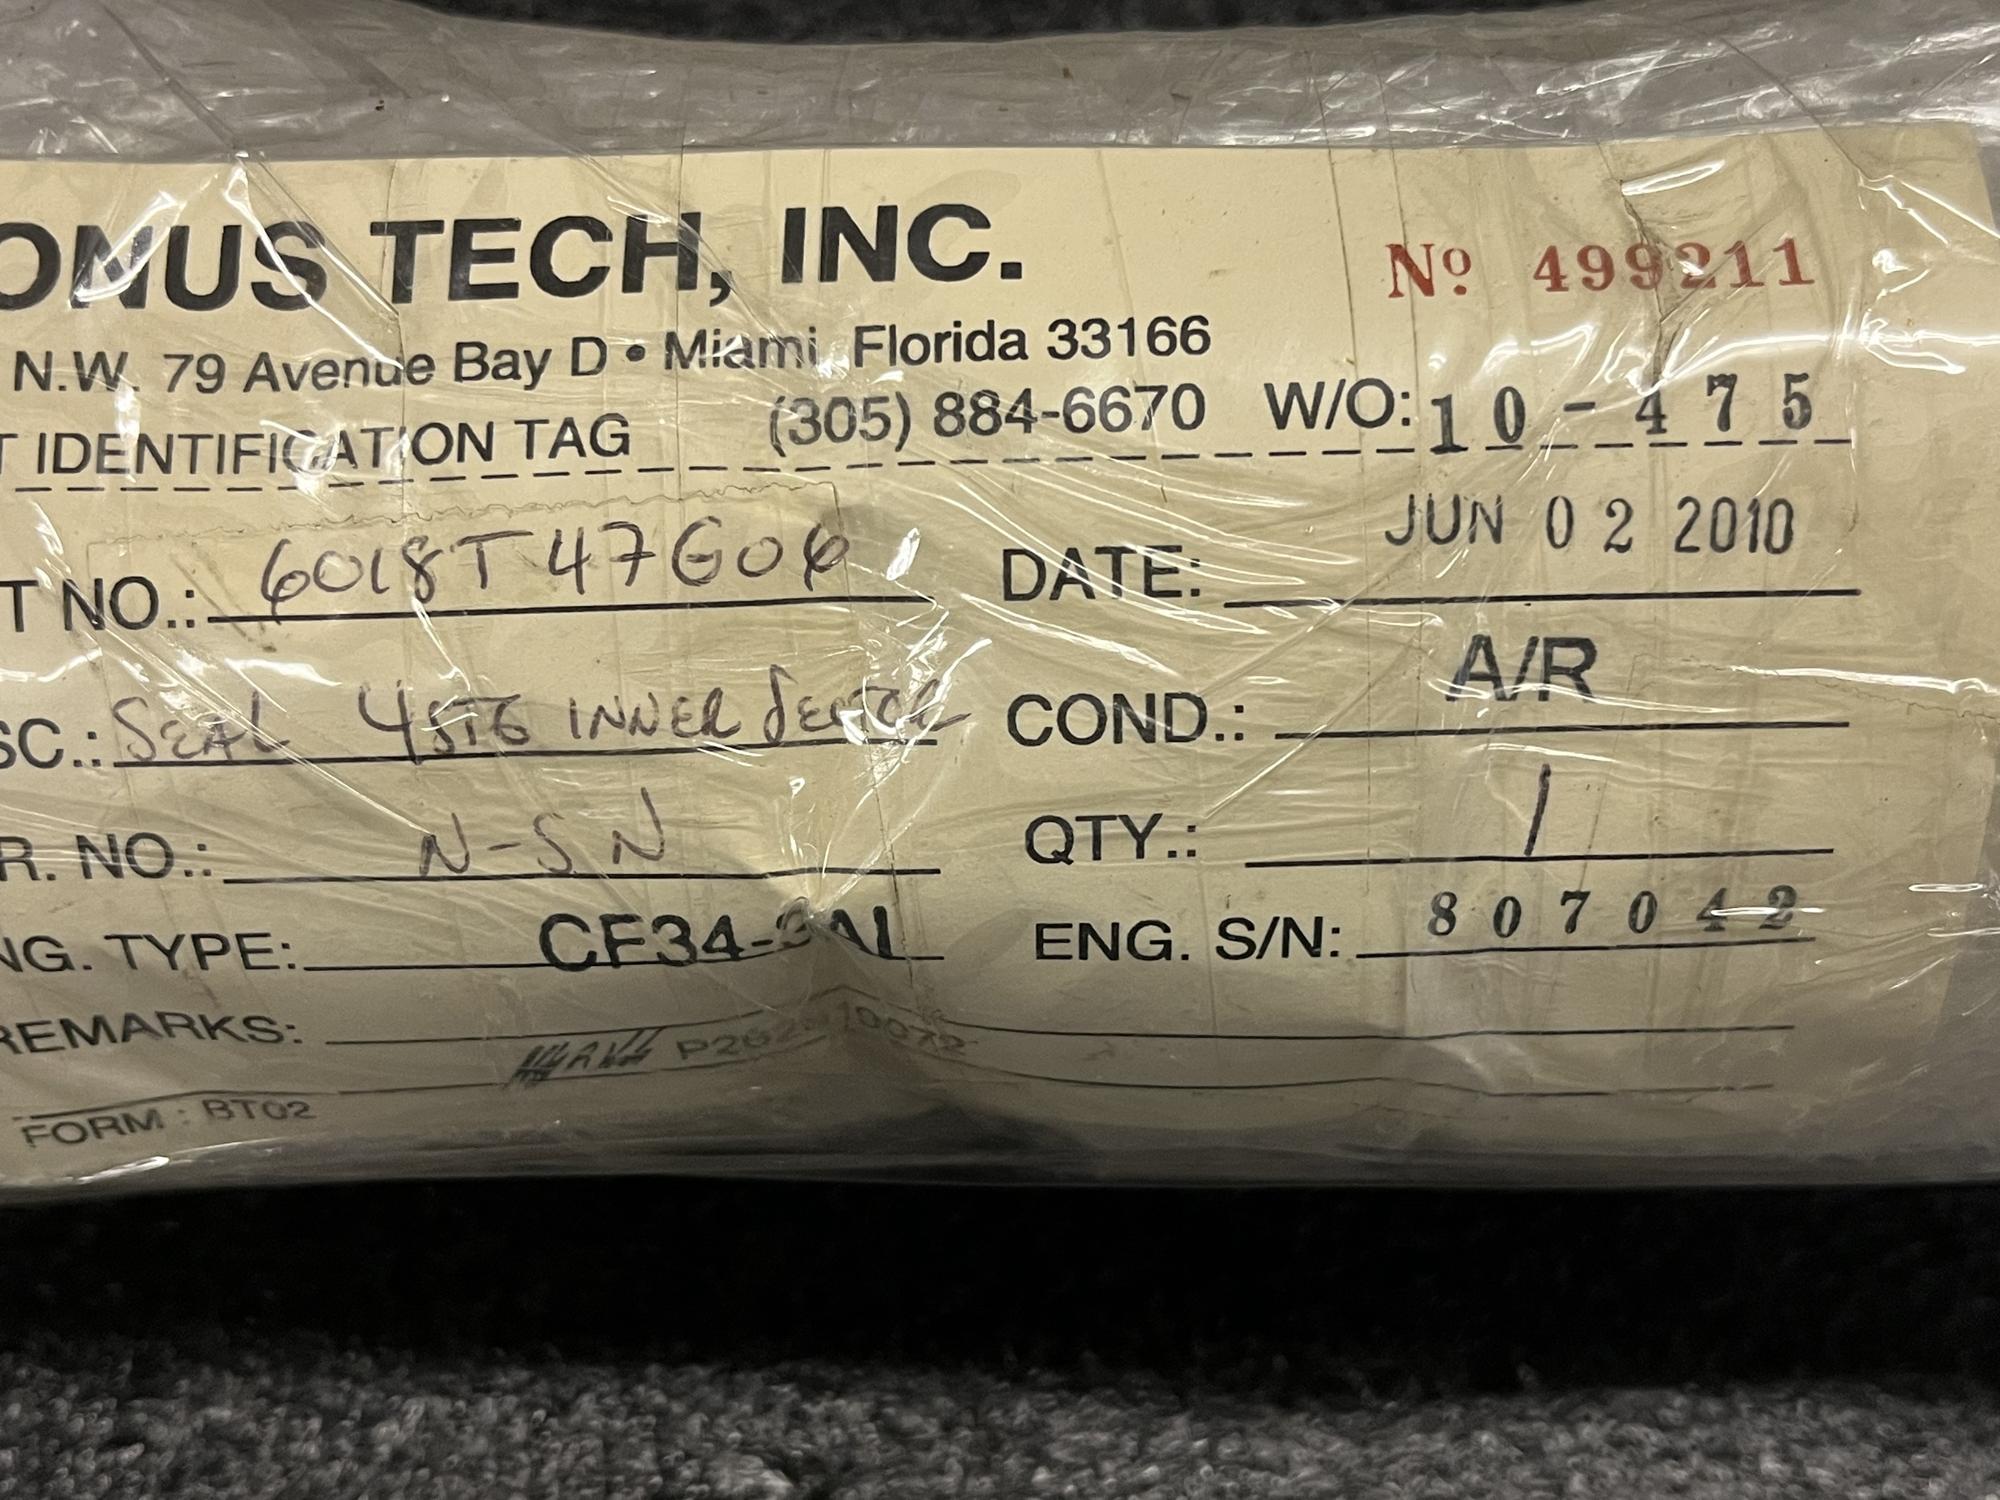 ONUS TECH, INC. Nº 499211
N.W. 79 Avenue Bay D • Miami, Florida 33166
T IDENTIFICATION TAG (305) 884-6670 W/O: 10-475
T NO.: 6018T47G06 DATE: JUN 02 2010
SC.: SEAL 4STG INNER SECTOR COND.: A/R
R. NO.: N-SN QTY.: 1
NG. TYPE: CF34-3A1 ENG. S/N: 807042
REMARKS:
FORM: BT02